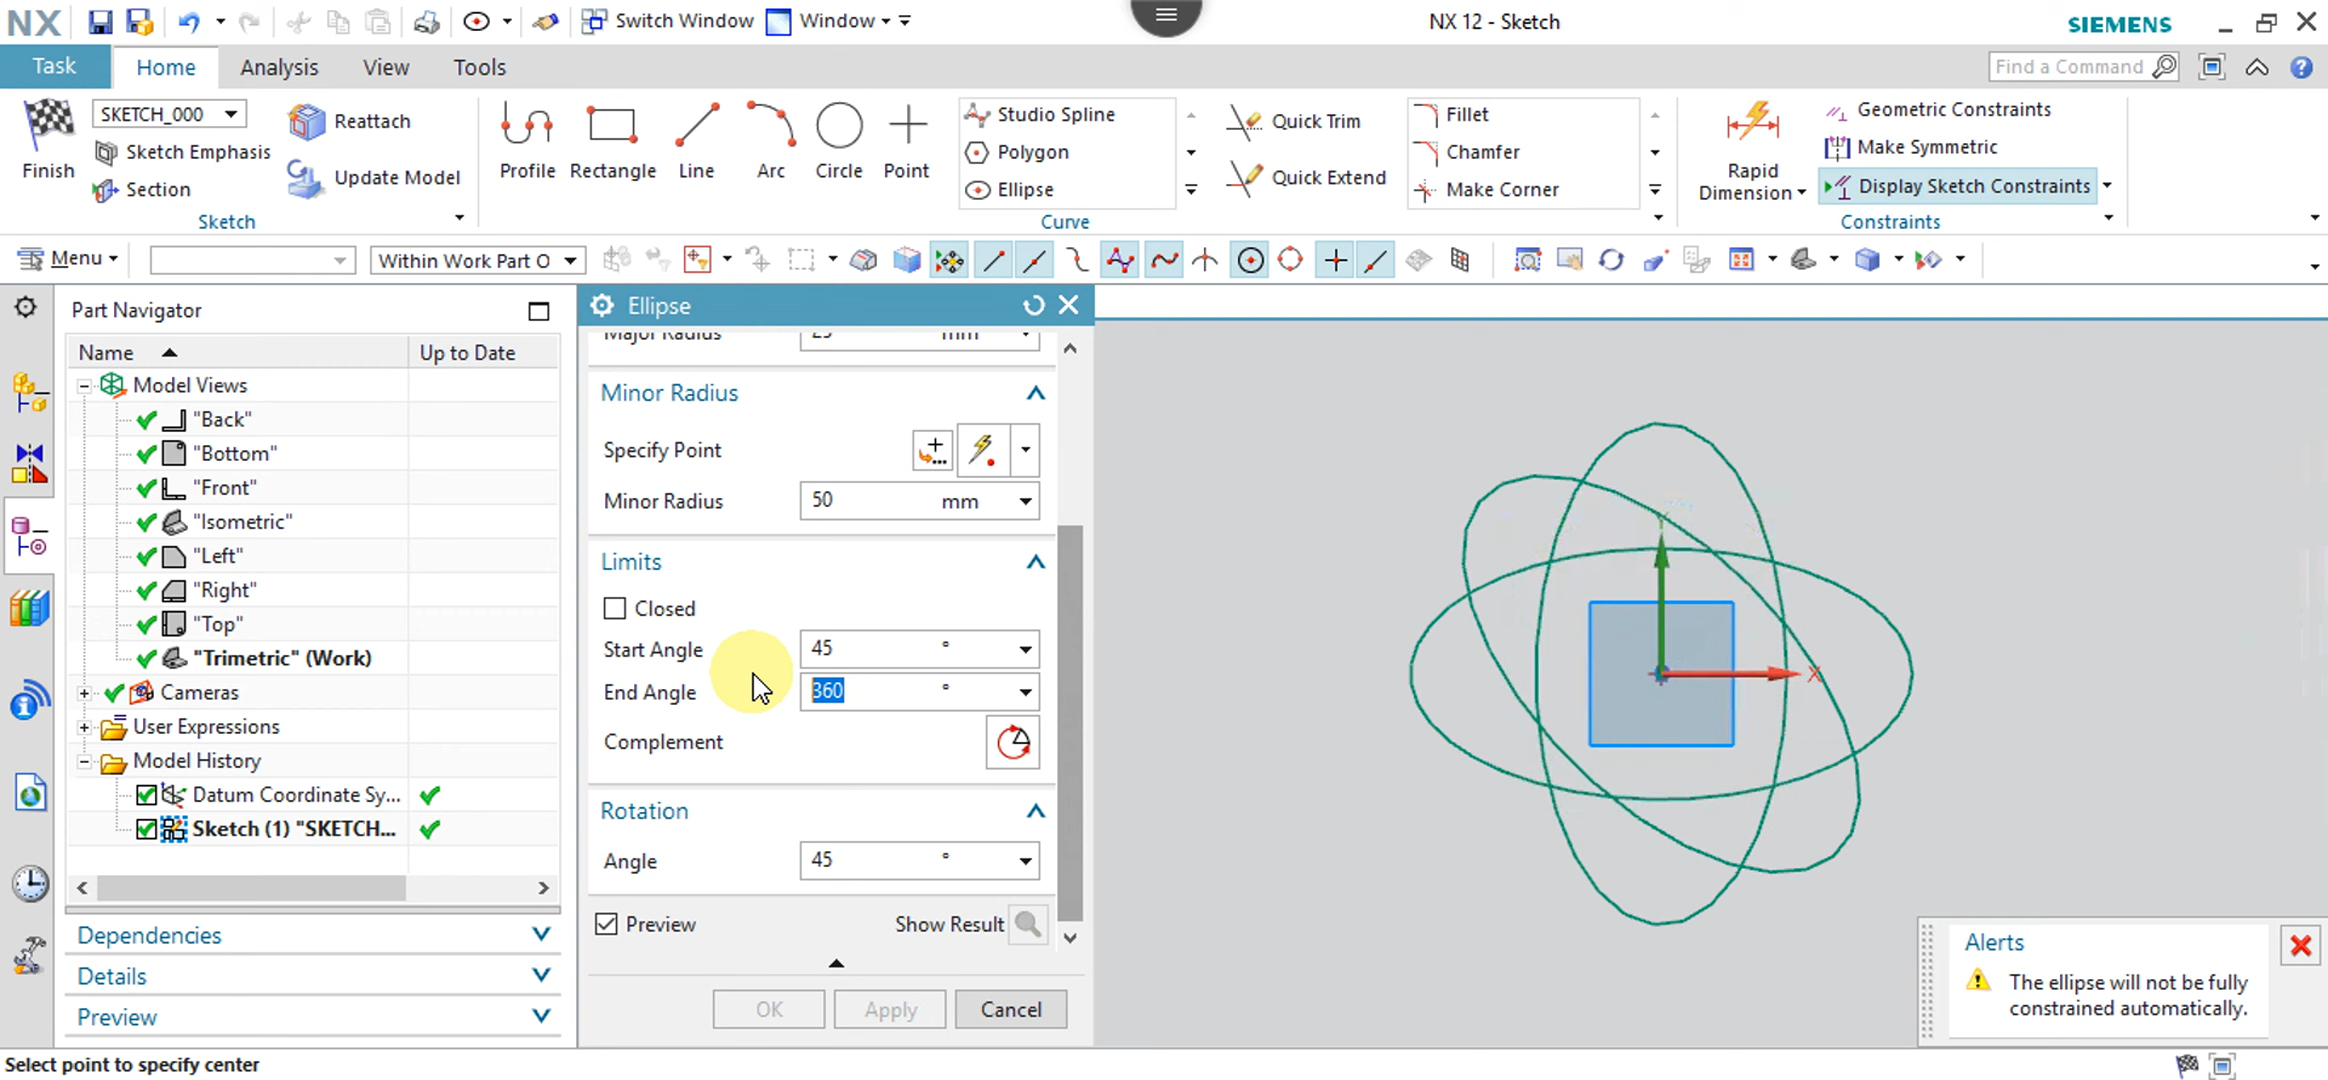 NX Switch Window Window NX 12 - Sketch SIEMENS
Task Home Analysis View Tools Find a Command
SKETCH_000
Sketch Emphasis
Section
Finish
Reattach
Update Model
Sketch
Profile Rectangle Line Arc Circle Point
Studio Spline
Polygon
Ellipse
Quick Trim
Quick Extend
Fillet
Chamfer
Make Corner
Curve
Rapid
Dimension
Geometric Constraints
Make Symmetric
Display Sketch Constraints
Constraints
Menu Within Work Part O
Part Navigator
Name Up to Date
Model Views
"Back"
"Bottom"
"Front"
"Isometric"
"Left"
"Right"
"Top"
"Trimetric" (Work)
Cameras
User Expressions
Model History
Datum Coordinate Sy...
Sketch (1) "SKETCH...
Dependencies
Details
Preview
Ellipse
Major Radius 25 mm
Minor Radius
Specify Point
Minor Radius 50 mm
Limits
Closed
Start Angle 45 °
End Angle 360 °
Complement
Rotation
Angle 45 °
Preview Show Result
OK Apply Cancel
Y
X
Alerts
The ellipse will not be fully
constrained automatically.
Select point to specify center